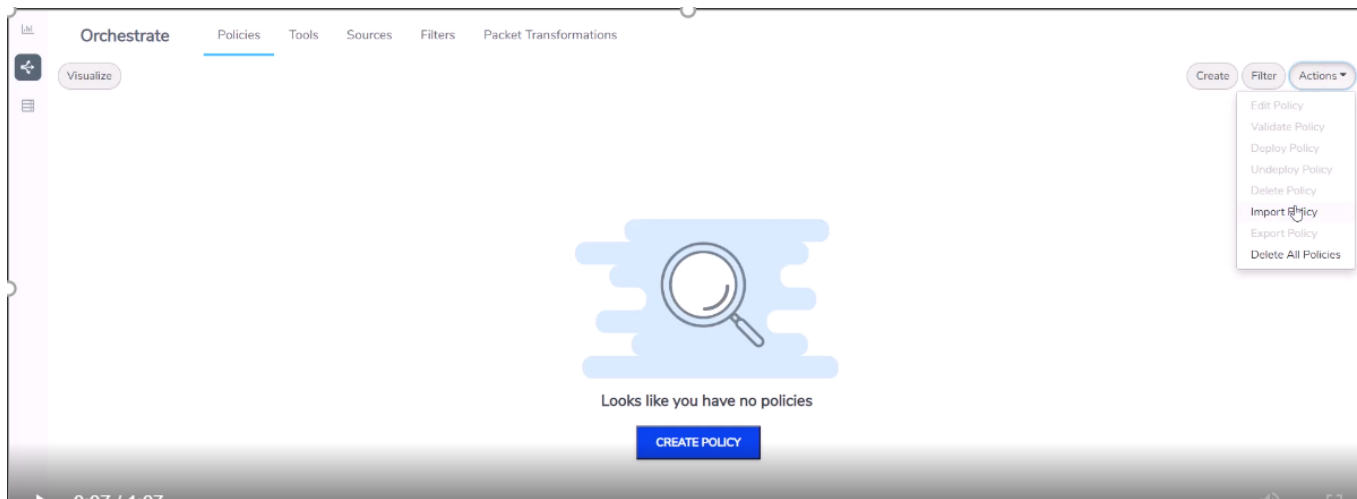 Orchestrate Policies Tools Sources Filters Packet Transformations
Visualize Create Filter Actions
Edit Policy
Validate Policy
Deploy Policy
Undeploy Policy
Delete Policy
Import Policy
Export Policy
Delete All Policies
Looks like you have no policies
CREATE POLICY